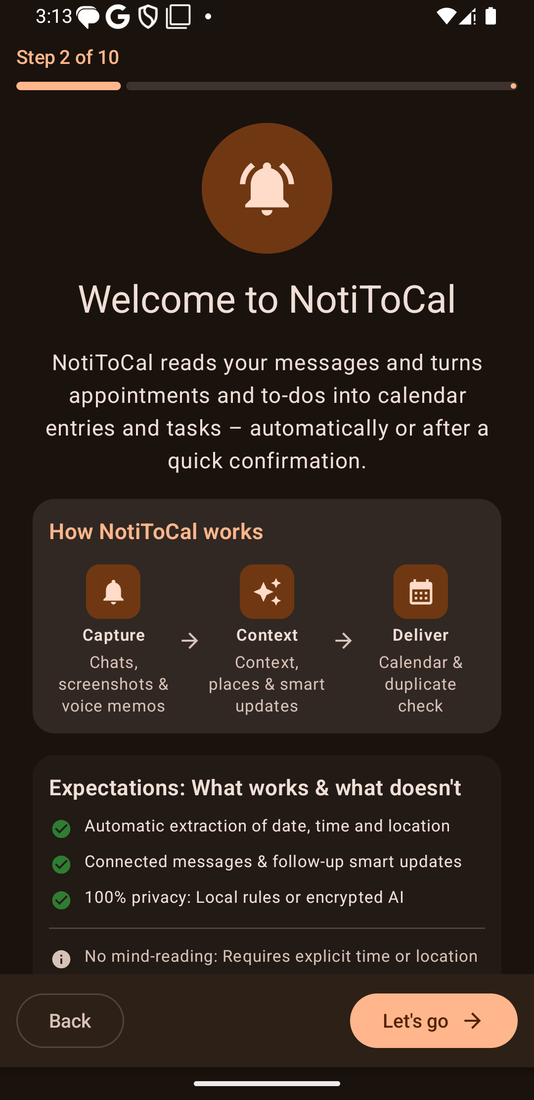 3:13
Step 2 of 10
Welcome to NotiToCal
NotiToCal reads your messages and turns
appointments and to-dos into calendar
entries and tasks – automatically or after a
quick confirmation.
How NotiToCal works
Capture
Chats,
screenshots &
voice memos
Context
Context,
places & smart
updates
Deliver
Calendar &
duplicate
check
Expectations: What works & what doesn't
Automatic extraction of date, time and location
Connected messages & follow-up smart updates
100% privacy: Local rules or encrypted AI
No mind-reading: Requires explicit time or location
Back
Let's go